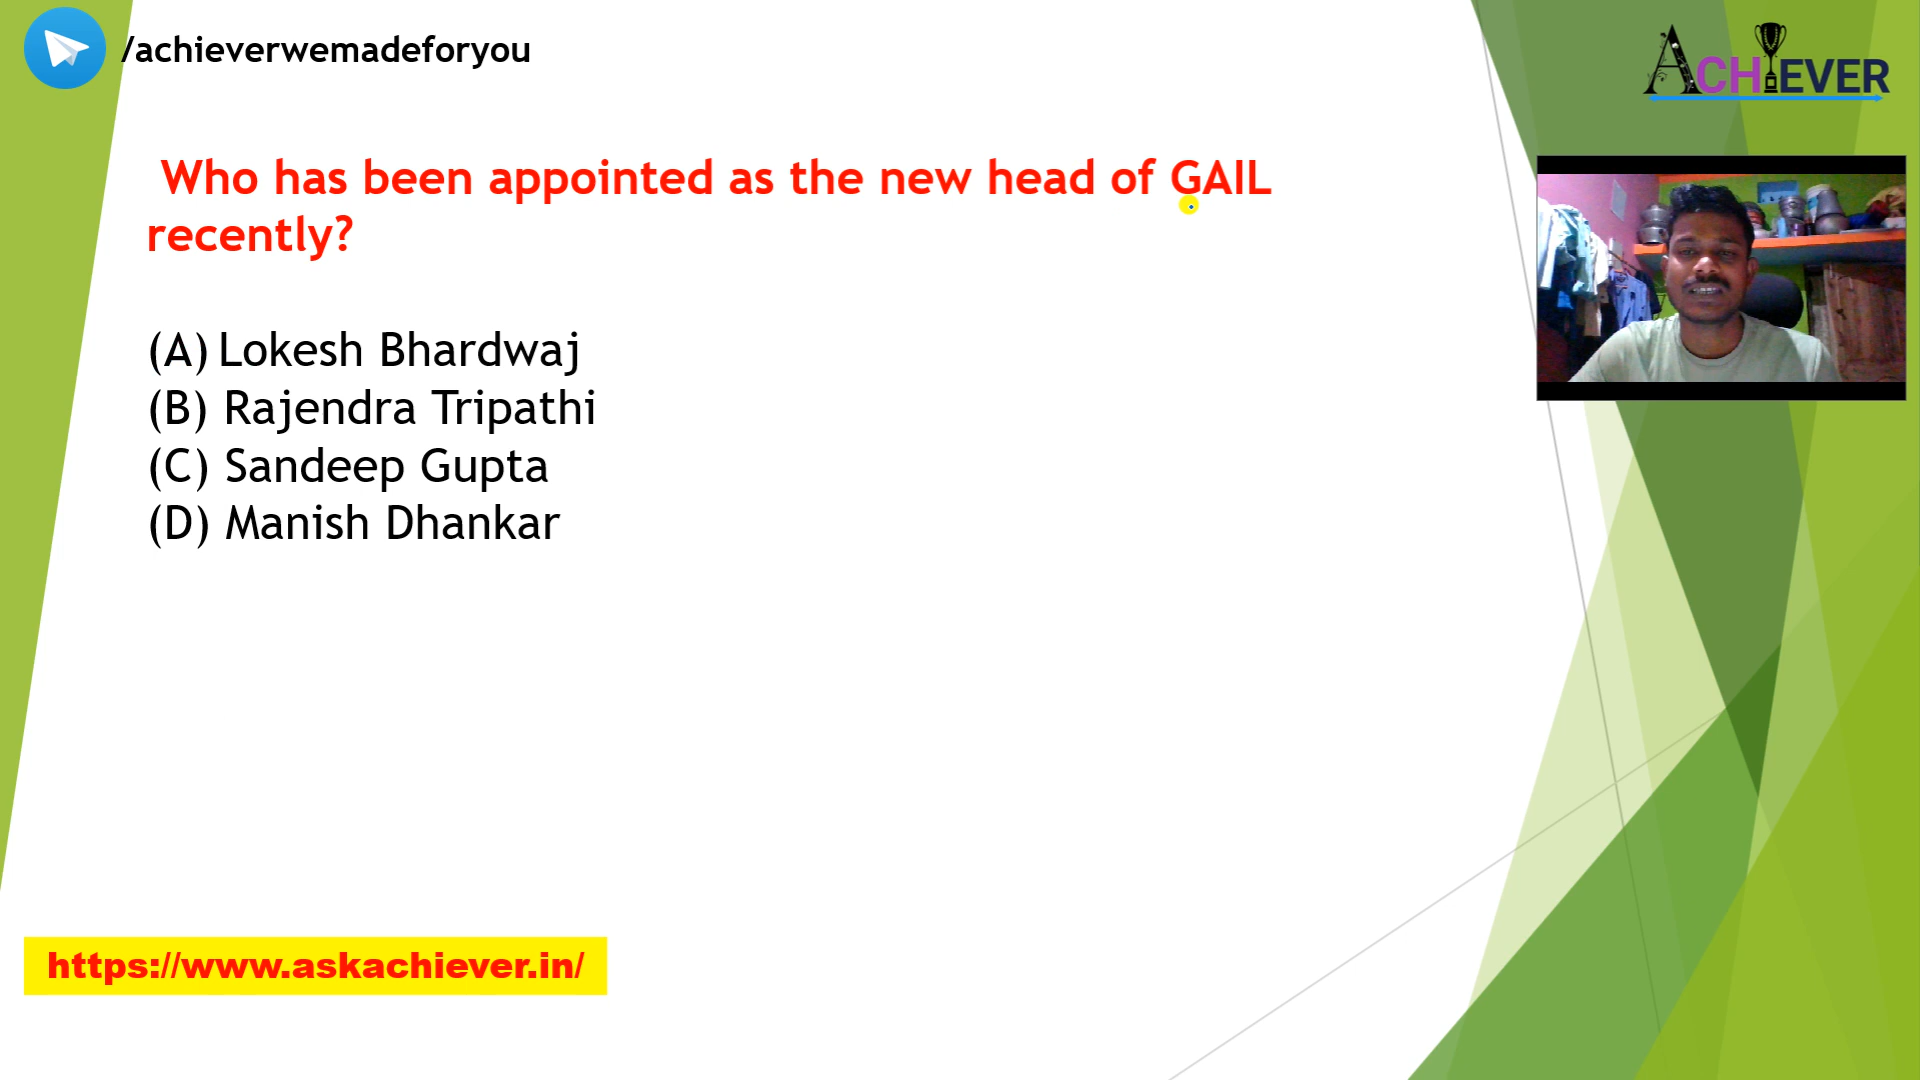 /achieverwemadeforyou
ACHIEVER
Who has been appointed as the new head of GAIL
recently?
(A) Lokesh Bhardwaj
(B) Rajendra Tripathi
(C) Sandeep Gupta
(D) Manish Dhankar
https://www.askachiever.in/